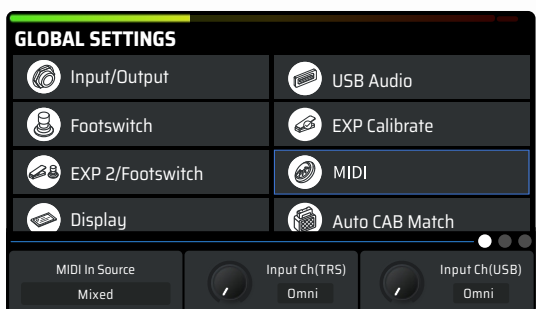 GLOBAL SETTINGS
Input/Output
USB Audio
Footswitch
EXP Calibrate
EXP 2/Footswitch
MIDI
Display
Auto CAB Match
MIDI In Source
Input Ch(TRS)
Input Ch(USB)
Mixed
Omni
Omni